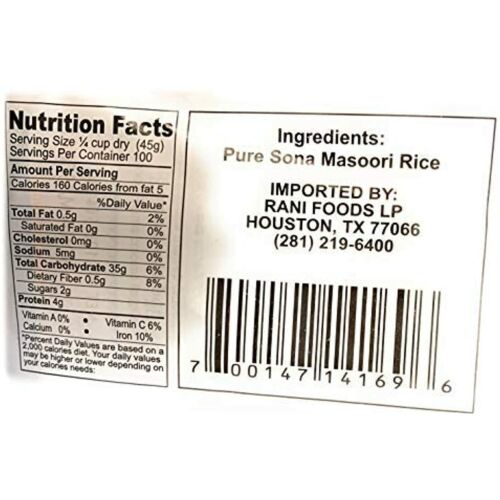 Nutrition Facts
Serving Size ¼ cup dry (45g)
Servings Per Container 100
Amount Per Serving
Calories 160 Calories from fat 5
%Daily Value*
Total Fat 0.5g 2%
Saturated Fat 0g 0%
Cholesterol 0mg 0%
Sodium 5mg 0%
Total Carbohydrate 35g 6%
Dietary Fiber 0.5g 8%
Sugars 2g
Protein 4g
Vitamin A 0% • Vitamin C 6%
Calcium 0% • Iron 10%
*Percent Daily Values are based on a
2,000 calories diet. Your daily values
may be higher or lower depending on
your calories needs:
Ingredients:
Pure Sona Masoori Rice
IMPORTED BY:
RANI FOODS LP
HOUSTON, TX 77066
(281) 219-6400
7 00147 14169 6